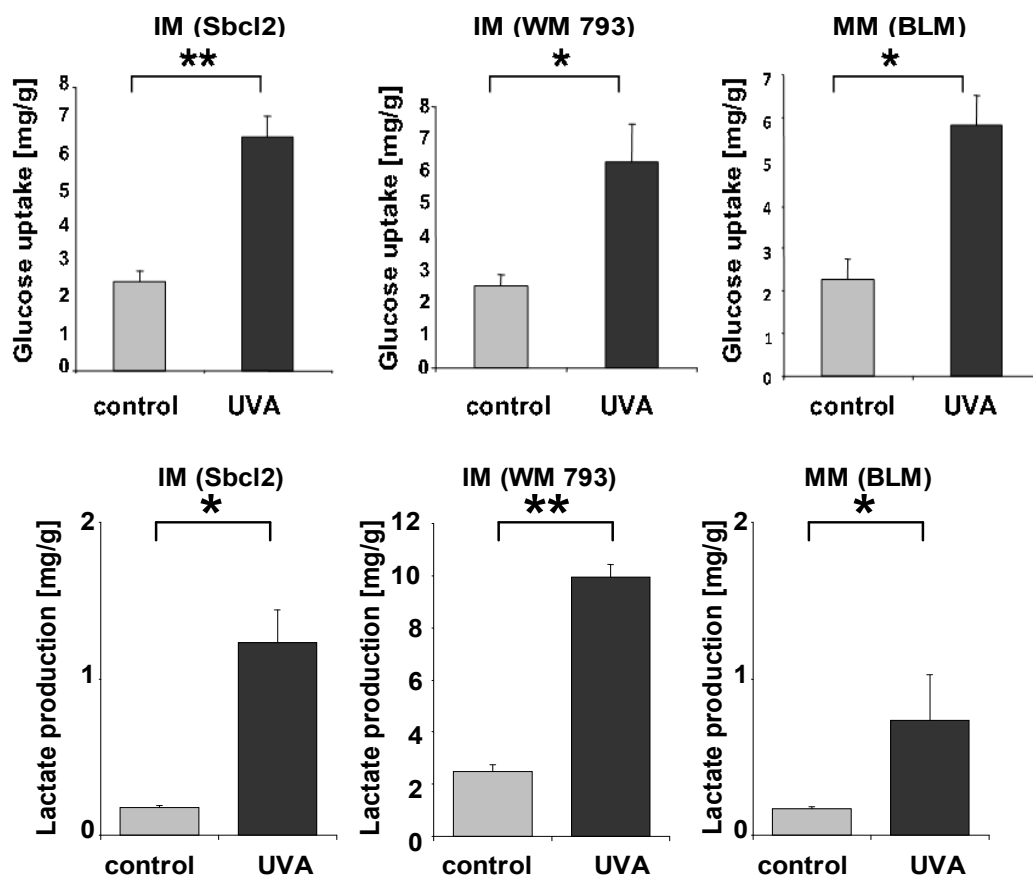 IM (Sbcl2)
**
Glucose uptake [mg/g]
8
7
6
5
4
3
2
1
0
control UVA
IM (WM 793)
*
Glucose uptake [mg/g]
8
7
6
5
4
3
2
1
0
control UVA
MM (BLM)
*
Glucose uptake [mg/g]
7
6
5
4
3
2
1
0
control UVA
IM (Sbcl2)
*
Lactate production [mg/g]
2
1
0
control UVA
IM (WM 793)
**
Lactate production [mg/g]
12
10
8
6
4
2
0
control UVA
MM (BLM)
*
Lactate production [mg/g]
2
1
0
control UVA